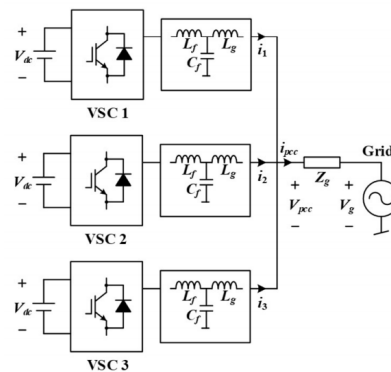 +
V_dc
−
L_f L_g
C_f
i_1
VSC 1
+
V_dc
−
L_f L_g
C_f
i_2
VSC 2
i_pcc
Z_g
Grid
+
V_pcc
−
+
V_g
−
+
V_dc
−
L_f L_g
C_f
i_3
VSC 3